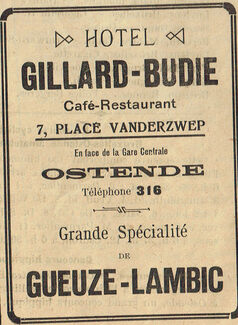 HOTEL
GILLARD-BUDIE
Café-Restaurant
7, PLACE VANDERZWEP
En face de la Gare Centrale
OSTENDE
Téléphone 316
Grande Spécialité
DE
GUEUZE-LAMBIC